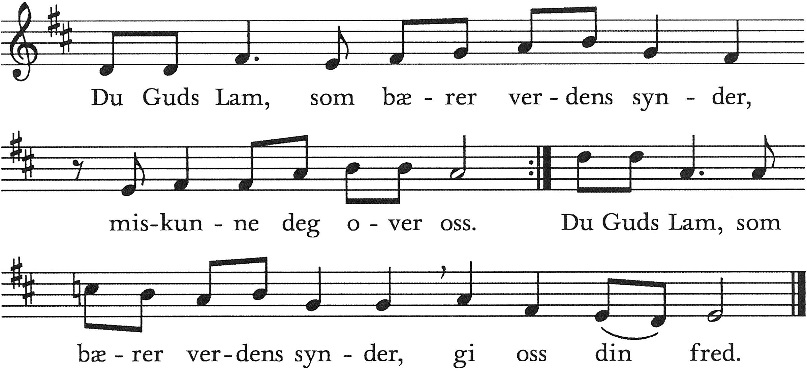 Du Guds Lam, som bæ - rer ver - dens syn - der,
mis-kun - ne deg o - ver oss. Du Guds Lam, som
bæ - rer ver-dens syn - der, gi oss din fred.